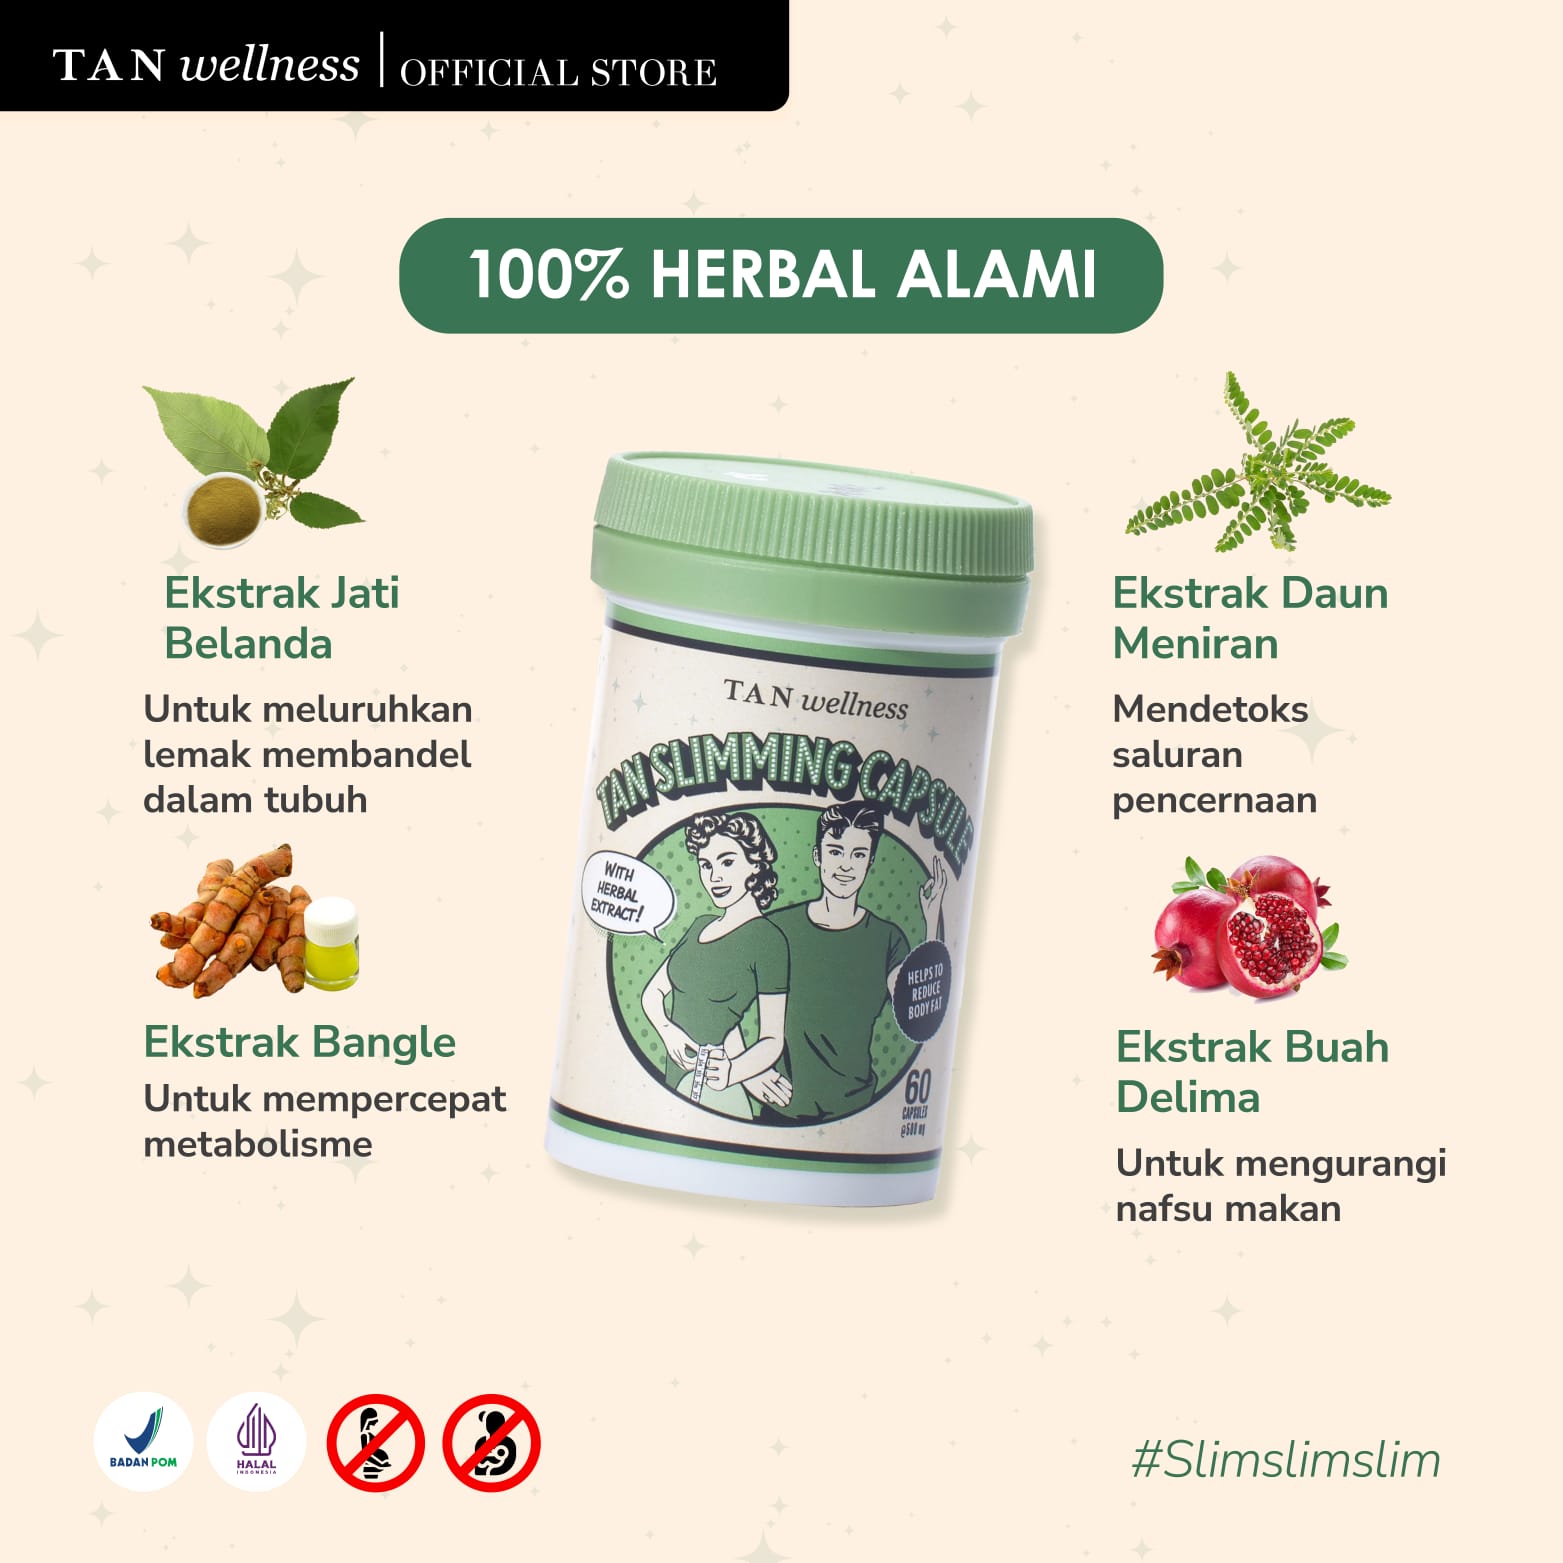 TAN wellness | OFFICIAL STORE
100% HERBAL ALAMI
Ekstrak Jati
Belanda
Untuk meluruhkan
lemak membandel
dalam tubuh
Ekstrak Bangle
Untuk mempercepat
metabolisme
TAN wellness
TAN SLIMMING CAPSULE
WITH
HERBAL
EXTRACT!
HELPS TO
REDUCE
BODY FAT
60
CAPSULES
@500 mg
Ekstrak Daun
Meniran
Mendetoks
saluran
pencernaan
Ekstrak Buah
Delima
Untuk mengurangi
nafsu makan
BADAN POM
HALAL
INDONESIA
#Slimslimslim